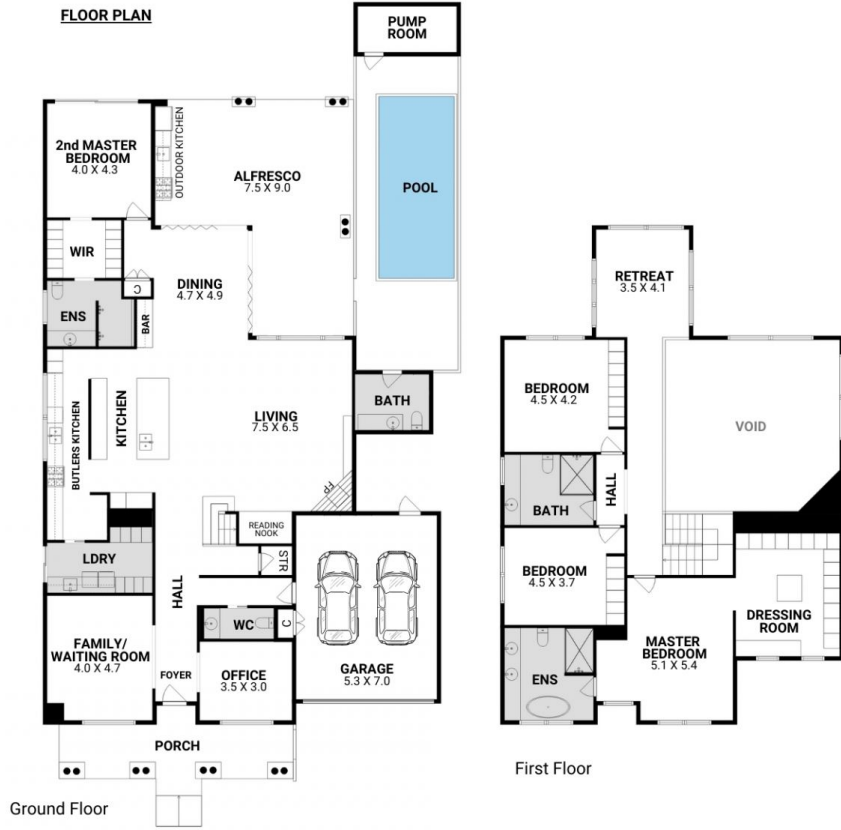 FLOOR PLAN
PUMP
ROOM
2nd MASTER
BEDROOM
4.0 X 4.3
OUTDOOR KITCHEN
ALFRESCO
7.5 X 9.0
POOL
WIR
DINING
4.7 X 4.9
C
ENS
BAR
BUTLERS KITCHEN
KITCHEN
LIVING
7.5 X 6.5
BATH
FP
READING
NOOK
STR
LDRY
HALL
WC
C
FAMILY/
WAITING ROOM
4.0 X 4.7
FOYER
OFFICE
3.5 X 3.0
GARAGE
5.3 X 7.0
PORCH
Ground Floor
RETREAT
3.5 X 4.1
BEDROOM
4.5 X 4.2
VOID
BATH
HALL
BEDROOM
4.5 X 3.7
DRESSING
ROOM
MASTER
BEDROOM
5.1 X 5.4
ENS
First Floor